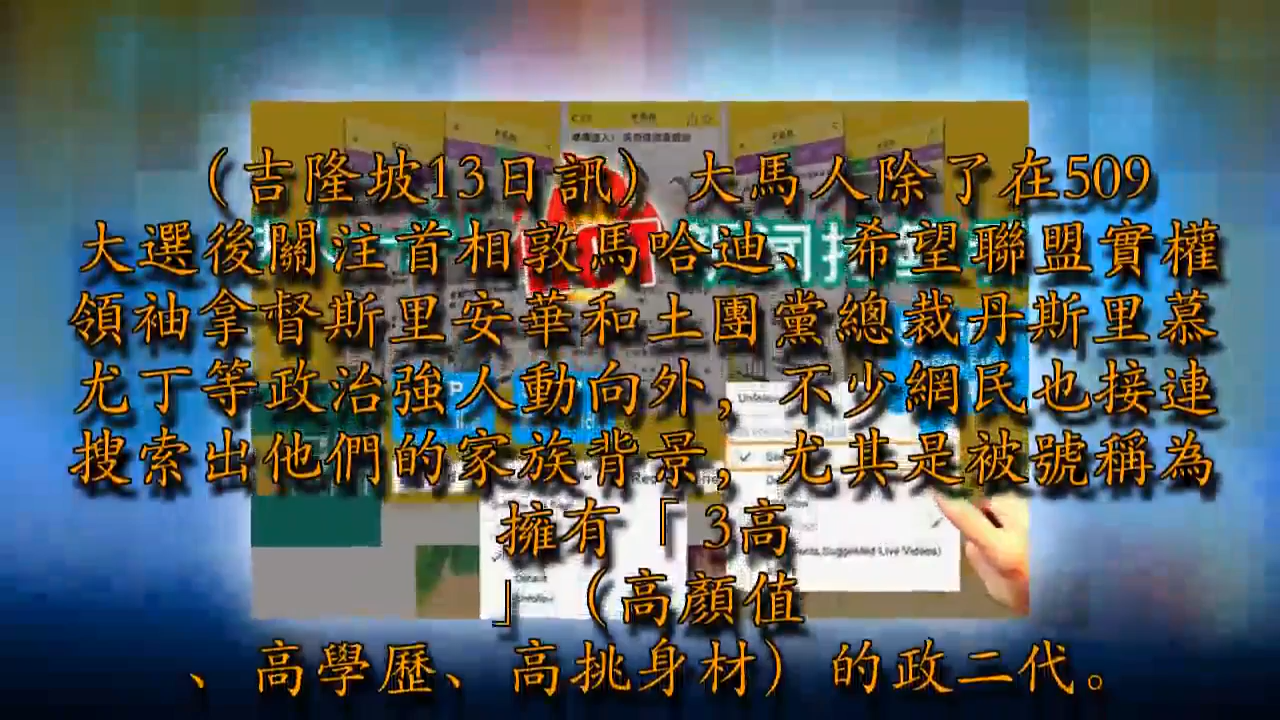 （吉隆坡13日訊）大馬人除了在509
大選後關注首相敦馬哈迪、希望聯盟實權
領袖拿督斯里安華和土團黨總裁丹斯里慕
尤丁等政治強人動向外，不少網民也接連
搜索出他們的家族背景，尤其是被號稱為
擁有「3高
」（高顏值
、高學歷、高挑身材）的政二代。